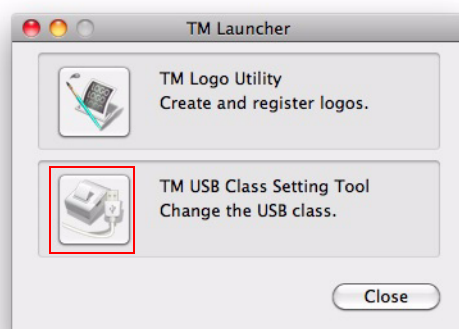 TM Launcher
TM Logo Utility
Create and register logos.
TM USB Class Setting Tool
Change the USB class.
Close